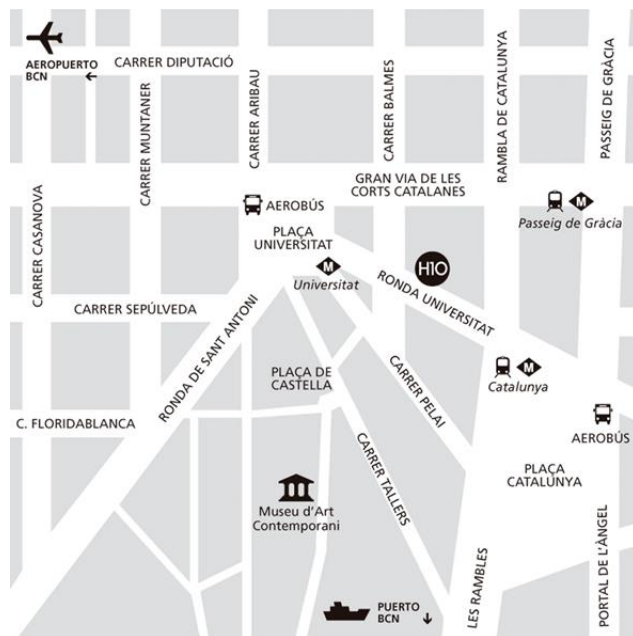 AEROPUERTO
BCN
CARRER DIPUTACIÓ
CARRER MUNTANER
CARRER ARIBAU
CARRER BALMES
RAMBLA DE CATALUNYA
PASSEIG DE GRÀCIA
CARRER CASANOVA
GRAN VIA DE LES
CORTS CATALANES
AEROBÚS
PLAÇA
UNIVERSITAT
M
Universitat
M
Passeig de Gràcia
H10
RONDA UNIVERSITAT
CARRER SEPÚLVEDA
RONDA DE SANT ANTONI
PLAÇA DE
CASTELLA
CARRER PELAI
M
Catalunya
C. FLORIDABLANCA
AEROBÚS
CARRER TALLERS
PLAÇA
CATALÚNYA
Museu d'Art
Contemporani
LES RAMBLES
PORTAL DE L'ÀNGEL
PUERTO
BCN